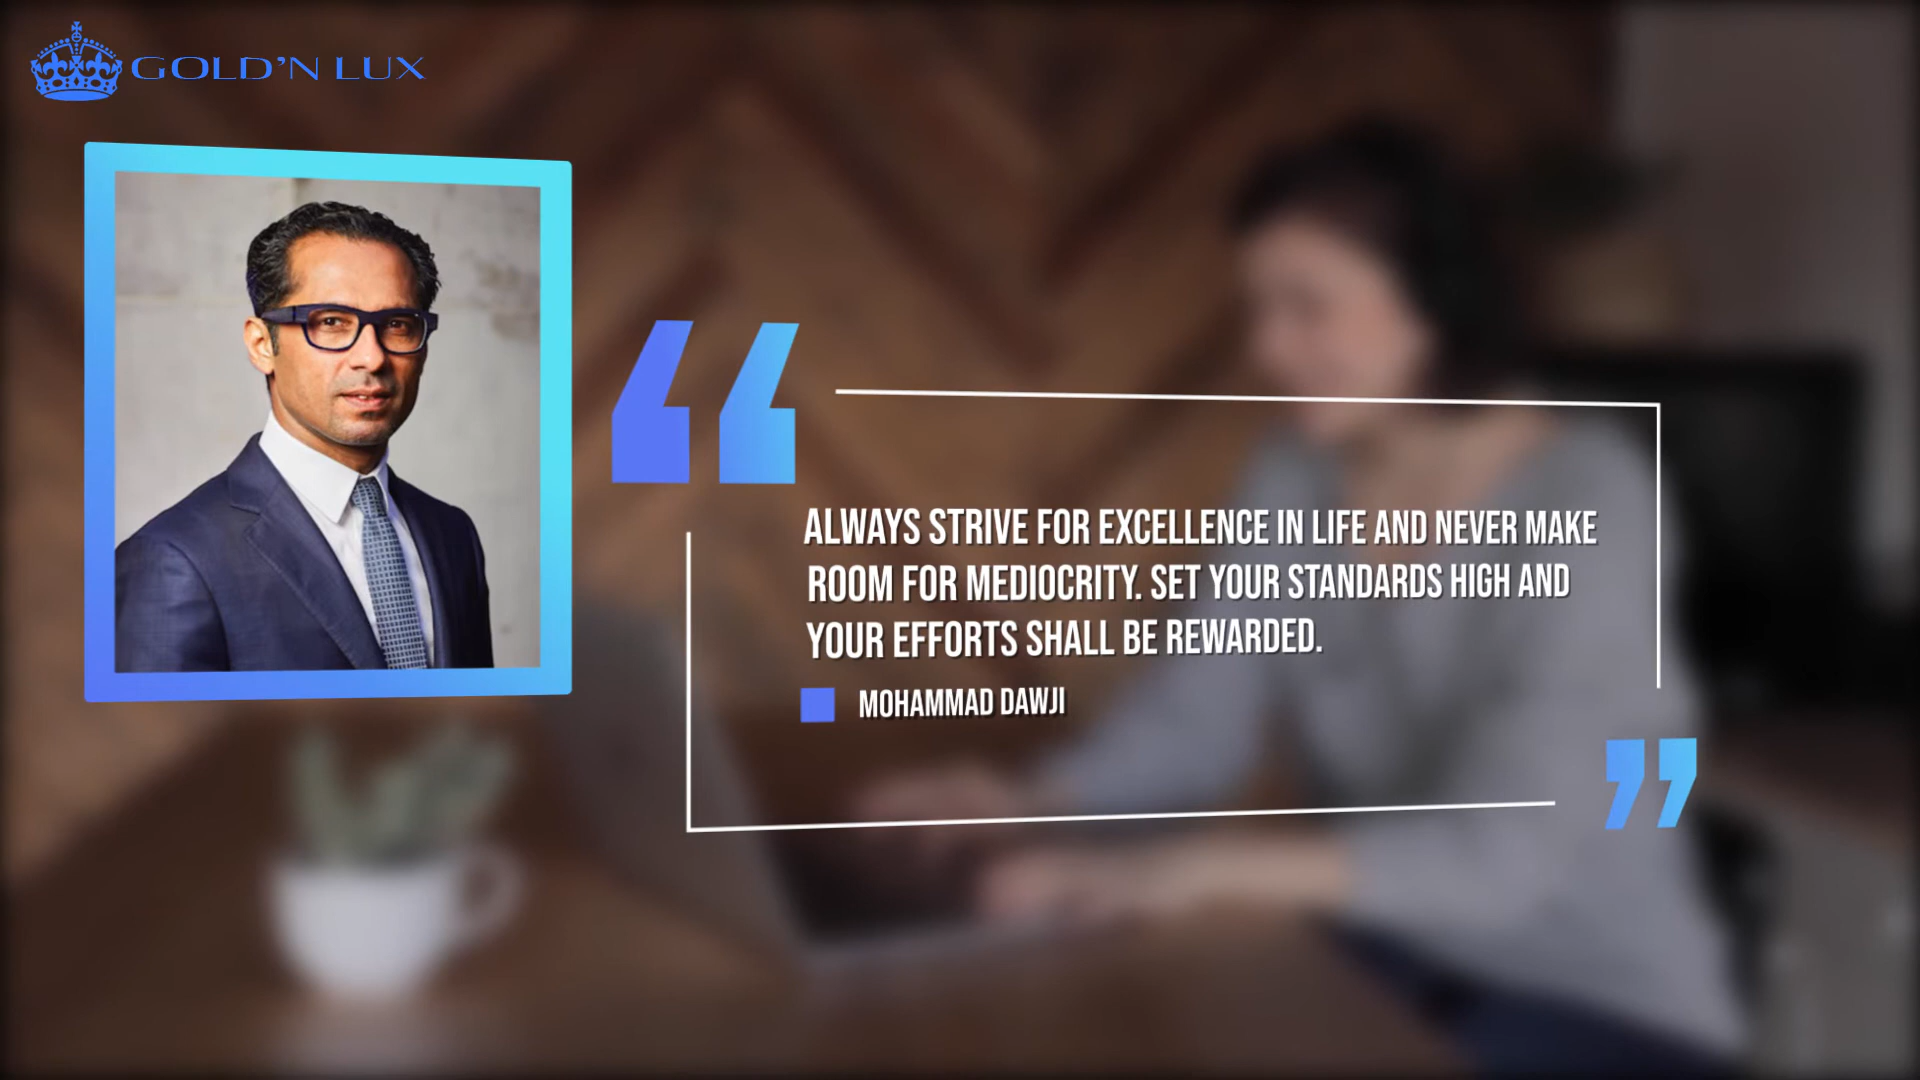 GOLD'N LUX
ALWAYS STRIVE FOR EXCELLENCE IN LIFE AND NEVER MAKE
ROOM FOR MEDIOCRITY. SET YOUR STANDARDS HIGH AND
YOUR EFFORTS SHALL BE REWARDED.
MOHAMMAD DAWJI